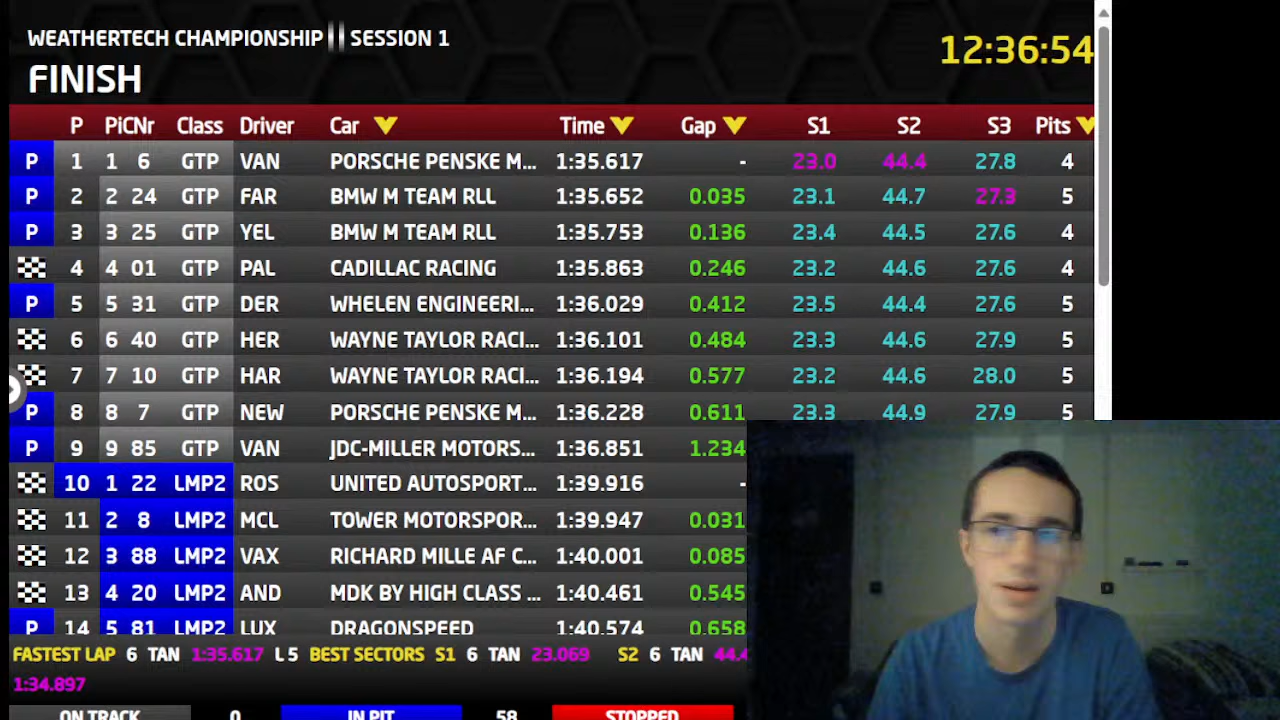 WEATHERTECH CHAMPIONSHIP || SESSION 1
12:36:54
FINISH
P PiCNr Class Driver Car Time Gap S1 S2 S3 Pits
P 1 1 6 GTP VAN PORSCHE PENSKE M... 1:35.617 - 23.0 44.4 27.8 4
P 2 2 24 GTP FAR BMW M TEAM RLL 1:35.652 0.035 23.1 44.7 27.3 5
P 3 3 25 GTP YEL BMW M TEAM RLL 1:35.753 0.136 23.4 44.5 27.6 4
4 4 01 GTP PAL CADILLAC RACING 1:35.863 0.246 23.2 44.6 27.6 4
P 5 5 31 GTP DER WHELEN ENGINEERI... 1:36.029 0.412 23.5 44.4 27.6 5
6 6 40 GTP HER WAYNE TAYLOR RACI... 1:36.101 0.484 23.3 44.6 27.9 5
7 7 10 GTP HAR WAYNE TAYLOR RACI... 1:36.194 0.577 23.2 44.6 28.0 5
P 8 8 7 GTP NEW PORSCHE PENSKE M... 1:36.228 0.611 23.3 44.9 27.9 5
P 9 9 85 GTP VAN JDC-MILLER MOTORS... 1:36.851 1.234
10 1 22 LMP2 ROS UNITED AUTOSPORT... 1:39.916 -
11 2 8 LMP2 MCL TOWER MOTORSPOR... 1:39.947 0.031
12 3 88 LMP2 VAX RICHARD MILLE AF C... 1:40.001 0.085
13 4 20 LMP2 AND MDK BY HIGH CLASS ... 1:40.461 0.545
P 14 5 81 LMP2 LUX DRAGONSPEED 1:40.574 0.658
FASTEST LAP 6 TAN 1:35.617 L 5 BEST SECTORS S1 6 TAN 23.069 S2 6 TAN 44.4
1:34.897
ON TRACK 0 IN PIT 58 STOPPED